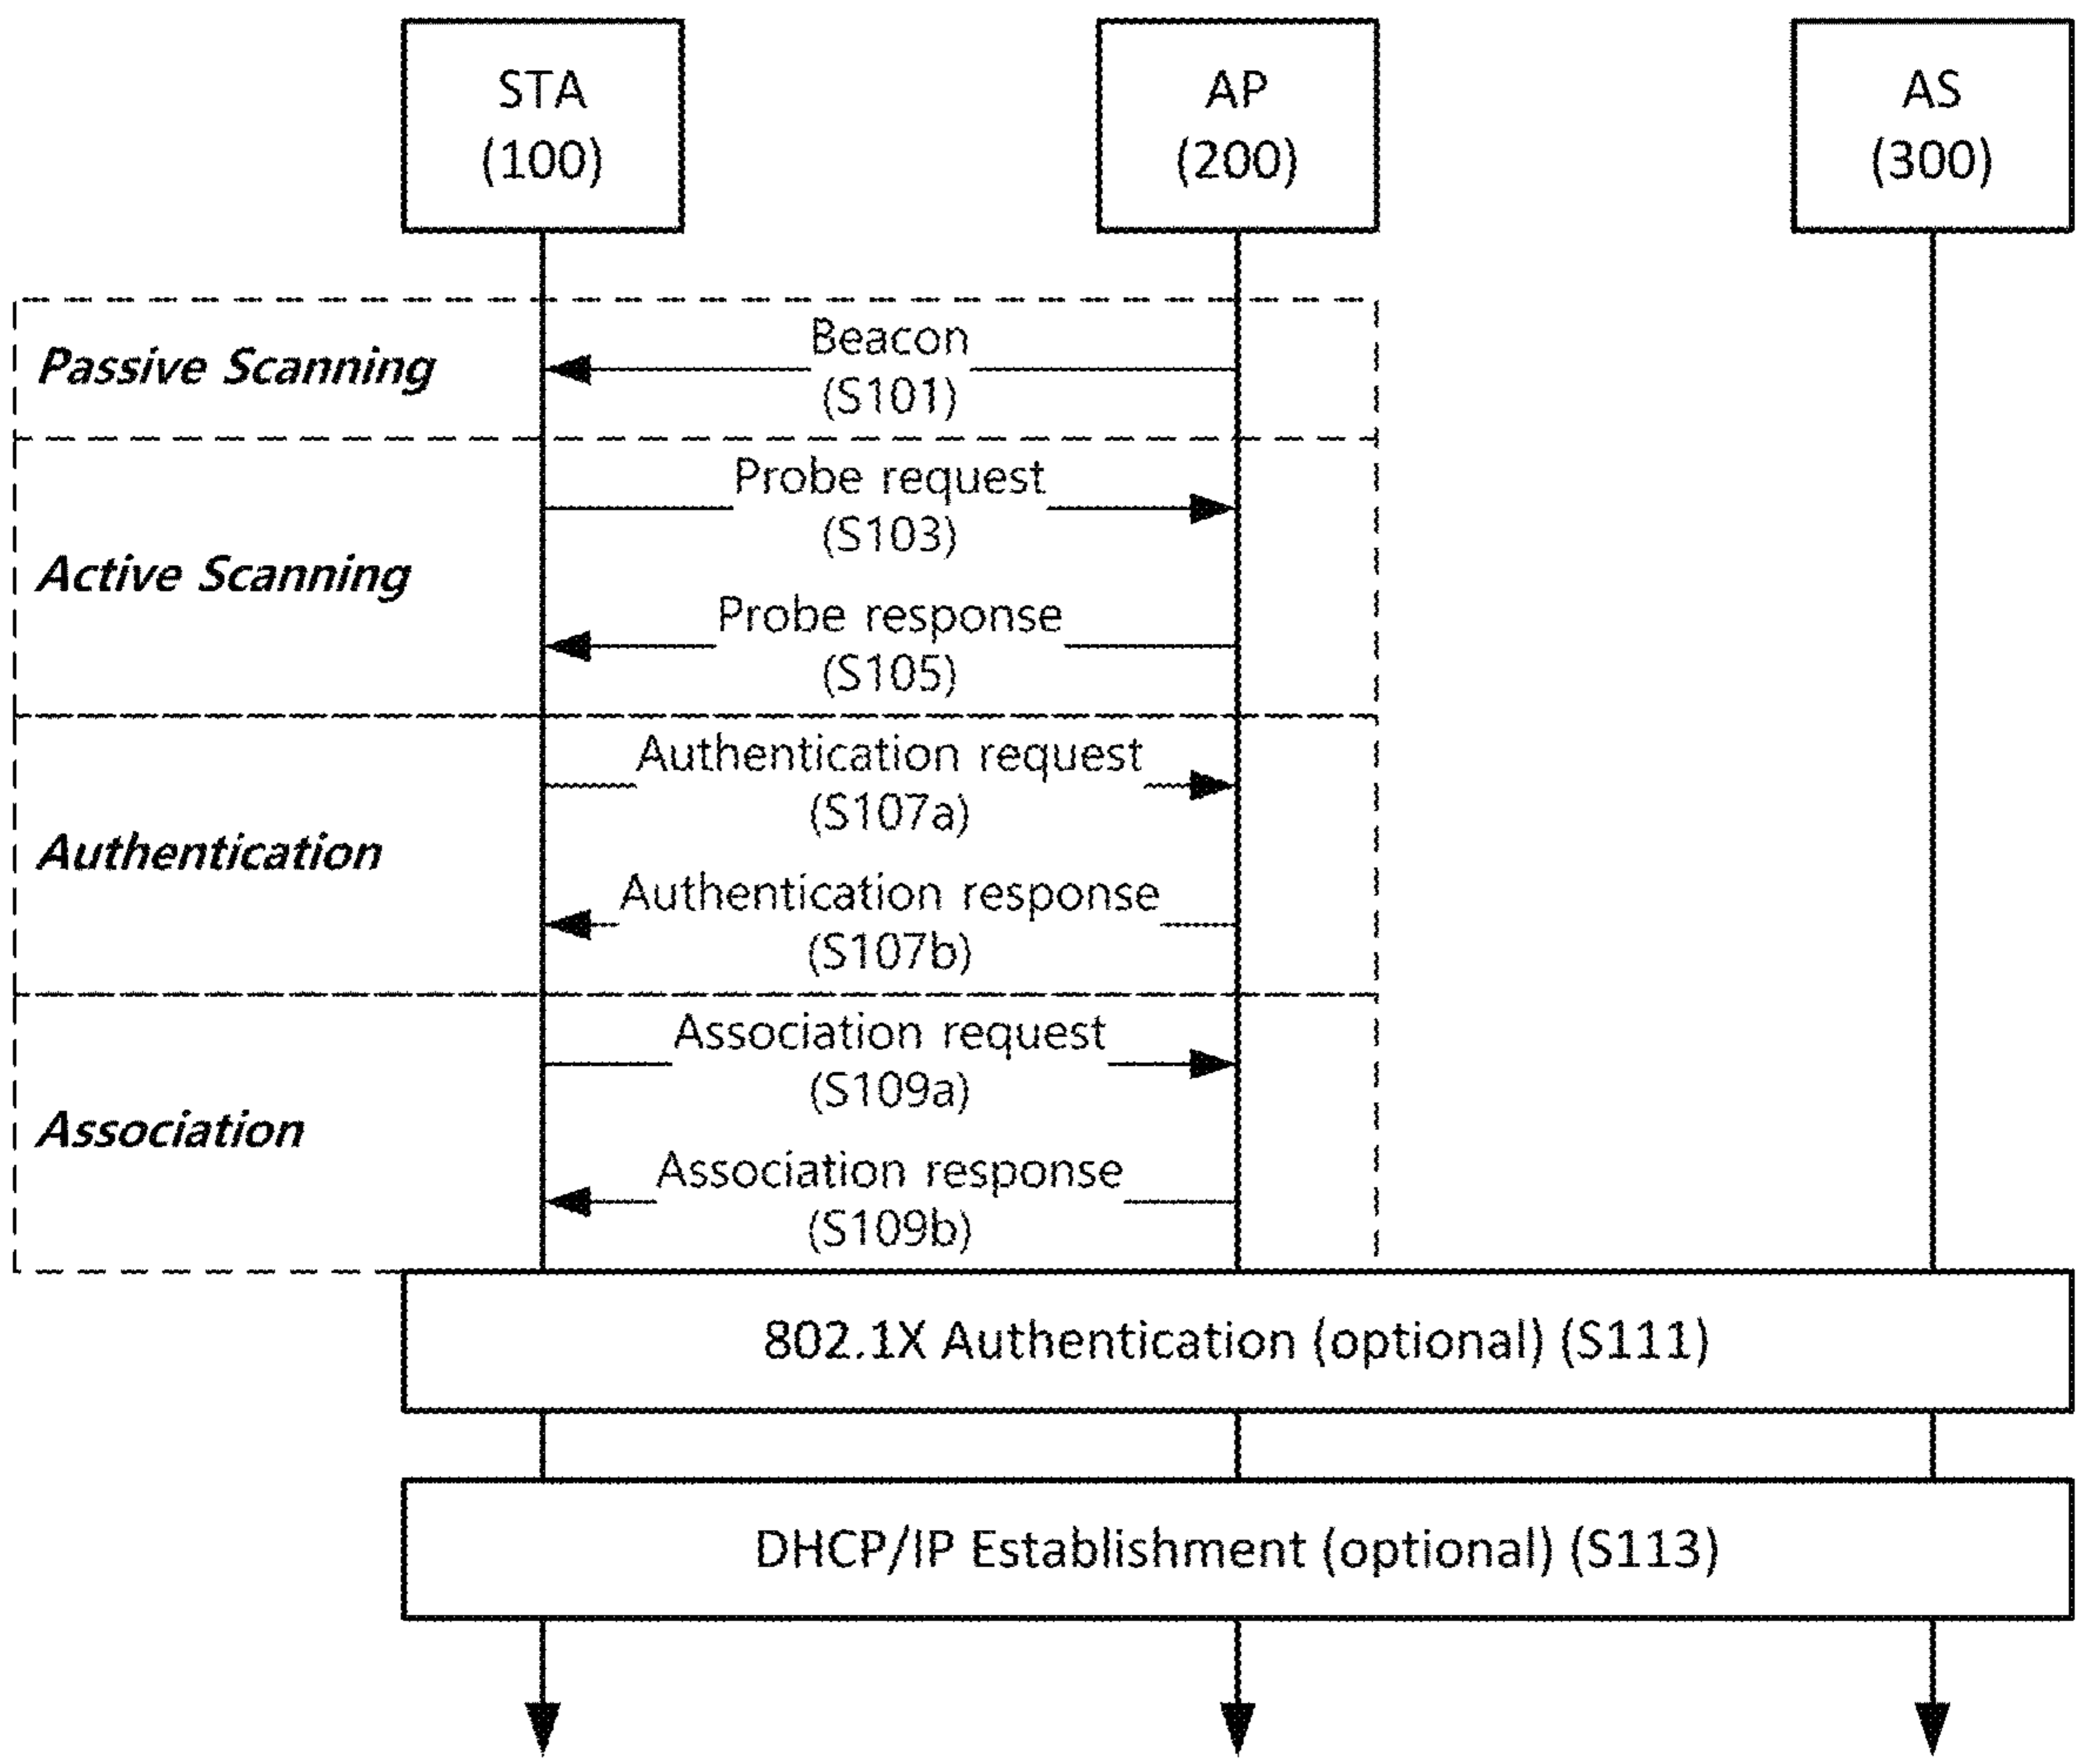 STA
(100)
AP
(200)
AS
(300)
Passive Scanning
Beacon
(S101)
Active Scanning
Probe request
(S103)
Probe response
(S105)
Authentication
Authentication request
(S107a)
Authentication response
(S107b)
Association
Association request
(S109a)
Association response
(S109b)
802.1X Authentication (optional) (S111)
DHCP/IP Establishment (optional) (S113)